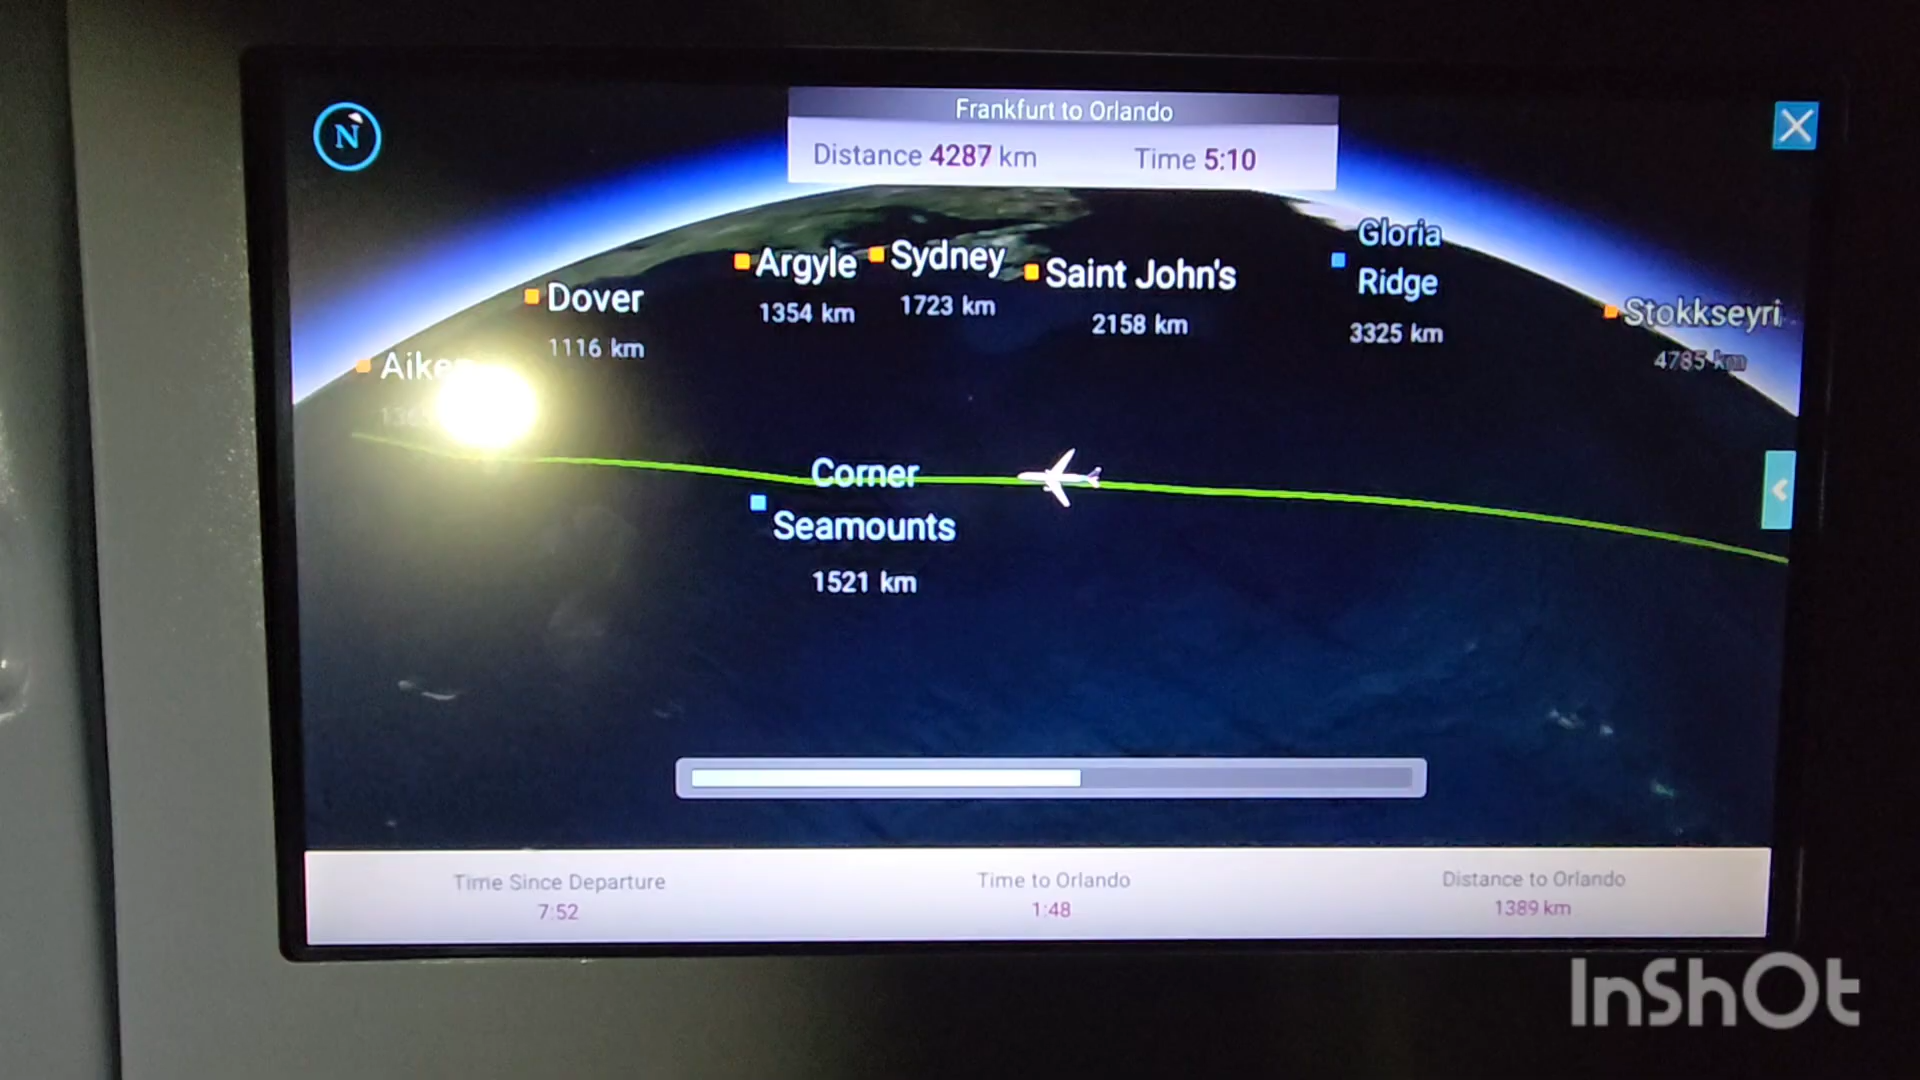 N
Frankfurt to Orlando
Distance 4287 km
Time 5:10
Gloria
Ridge
3325 km
Argyle
1354 km
Sydney
1723 km
Saint John's
2158 km
Dover
1116 km
Stokkseyri
4785 km
Corner
Seamounts
1521 km
Time Since Departure
7:52
Time to Orlando
1:48
Distance to Orlando
1389 km
InShOt